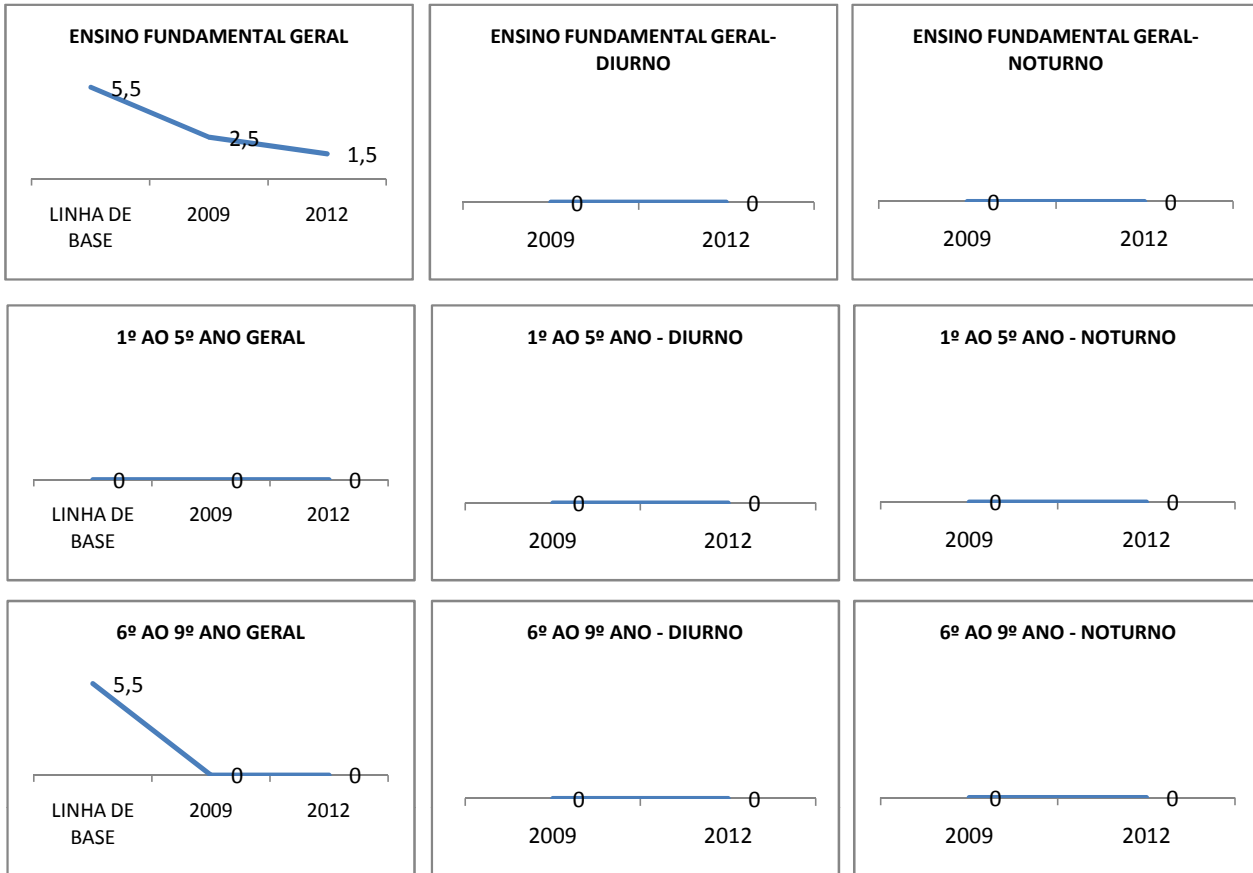 ENSINO FUNDAMENTAL GERAL
5,5
2,5
1,5
LINHA DE
BASE
2009
2012
ENSINO FUNDAMENTAL GERAL-
DIURNO
0
0
2009
2012
ENSINO FUNDAMENTAL GERAL-
NOTURNO
0
0
2009
2012
1º AO 5º ANO GERAL
0
0
0
LINHA DE
BASE
2009
2012
1º AO 5º ANO - DIURNO
0
0
2009
2012
1º AO 5º ANO - NOTURNO
0
0
2009
2012
6º AO 9º ANO GERAL
5,5
0
0
LINHA DE
BASE
2009
2012
6º AO 9º ANO - DIURNO
0
0
2009
2012
6º AO 9º ANO - NOTURNO
0
0
2009
2012